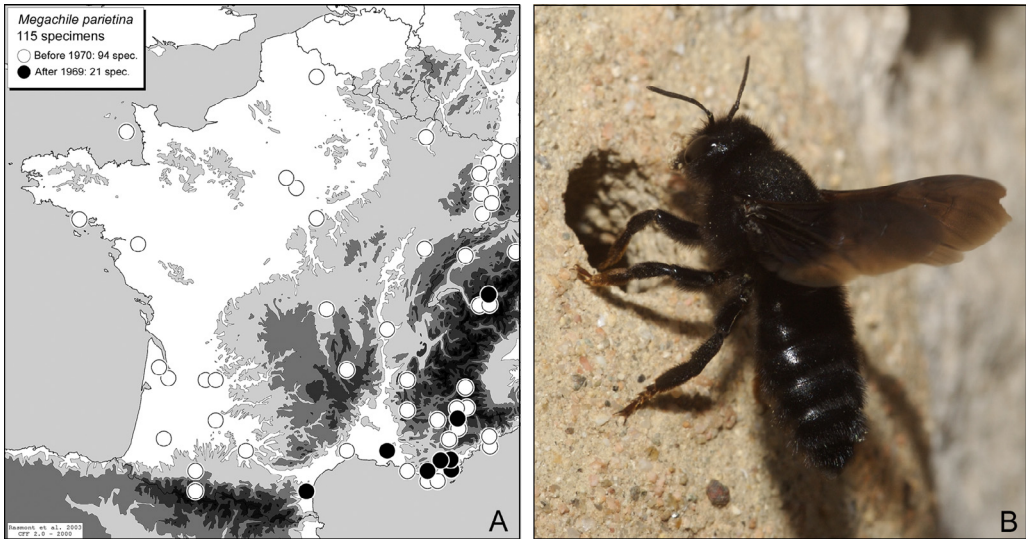 Megachile parietina
115 specimens
Before 1970: 94 spec.
After 1969: 21 spec.
Rasmont et al. 2003
CFF 2.0 - 2000
A
B